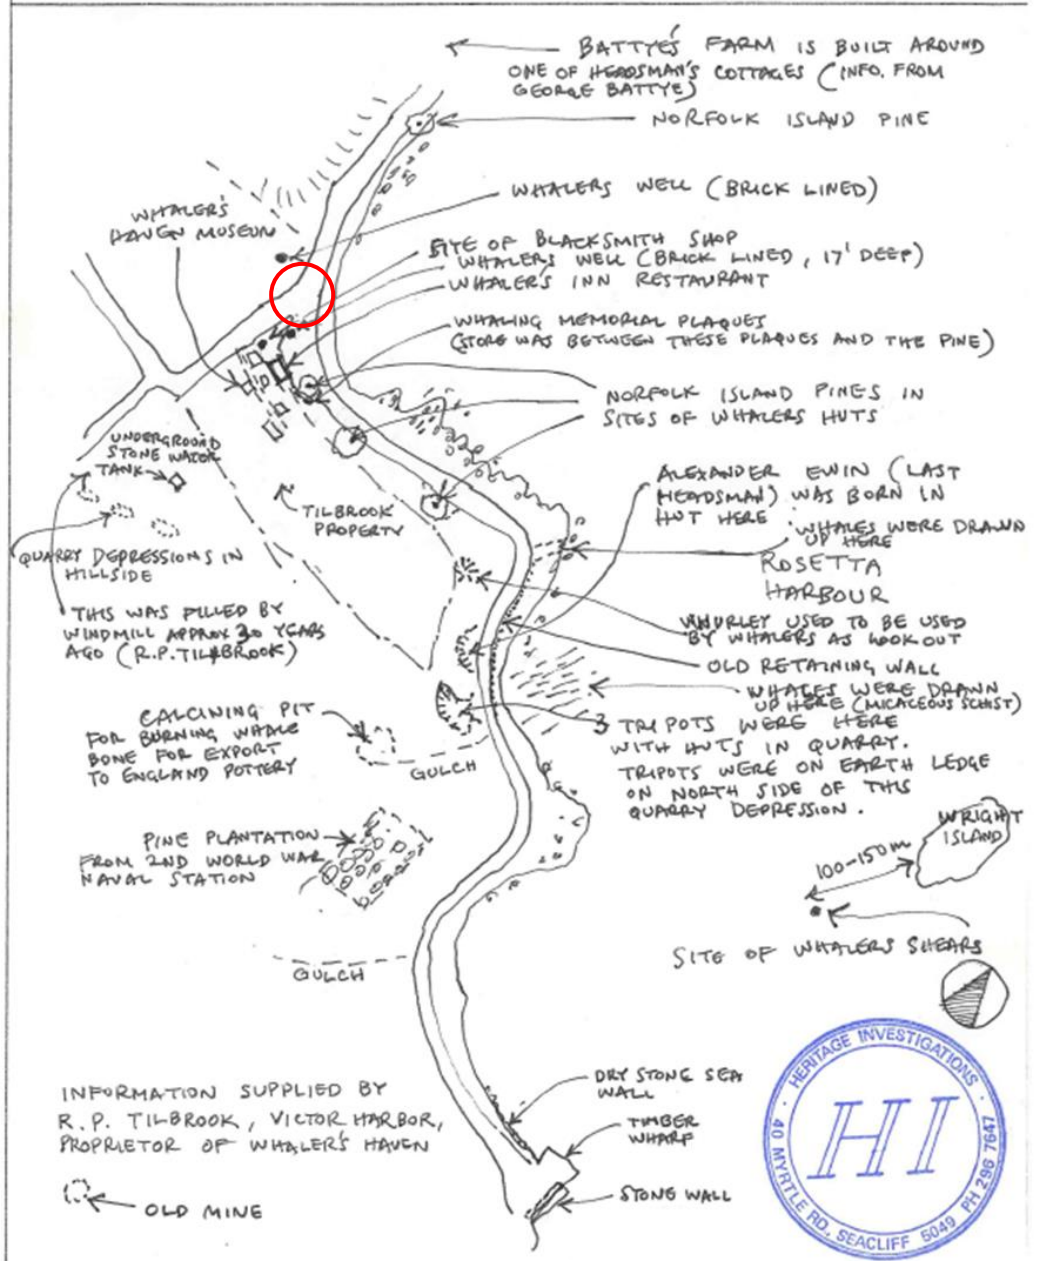 BATTYE'S FARM IS BUILT AROUND
ONE OF HEADSMAN'S COTTAGES (INFO. FROM
GEORGE BATTYE)
NORFOLK ISLAND PINE
WHALERS WELL (BRICK LINED)
WHALER'S
HAVEN MUSEUM
SITE OF BLACKSMITH SHOP
WHALERS WELL (BRICK LINED, 17' DEEP)
WHALER'S INN RESTAURANT
WHALING MEMORIAL PLAQUES
(STORE WAS BETWEEN THESE PLAQUES AND THE PINE)
NORFOLK ISLAND PINES IN
SITES OF WHALERS HUTS
UNDERGROUND
STONE WATER
TANK
TILBROOK
PROPERTY
ALEXANDER EWIN (LAST
HEADSMAN) WAS BORN IN
HUT HERE
WHALES WERE DRAWN
UP HERE
ROSETTA
HARBOUR
QUARRY DEPRESSIONS IN
HILLSIDE
THIS WAS FILLED BY
WINDMILL APPROX 30 YEARS
AGO (R.P. TILBROOK)
WHURLEY USED TO BE USED
BY WHALERS AS LOOKOUT
OLD RETAINING WALL
WHALES WERE DRAWN
UP HERE (MICACEOUS SCHIST)
CALCINING PIT
FOR BURNING WHALE
BONE FOR EXPORT
TO ENGLAND POTTERY
GULCH
3 TRIPOTS WERE HERE
WITH HUTS IN QUARRY.
TRIPOTS WERE ON EARTH LEDGE
ON NORTH SIDE OF THIS
QUARRY DEPRESSION.
PINE PLANTATION
FROM 2ND WORLD WAR
NAVAL STATION
WRIGHT
ISLAND
100-150m
SITE OF WHALERS SHEARS
GULCH
INFORMATION SUPPLIED BY
R. P. TILBROOK, VICTOR HARBOR,
PROPRIETOR OF WHALER'S HAVEN
OLD MINE
DRY STONE SEA
WALL
TIMBER
WHARF
STONE WALL
HERITAGE INVESTIGATIONS
HI
40 MYRTLE RD, SEACLIFF 5049 PH 296 7647